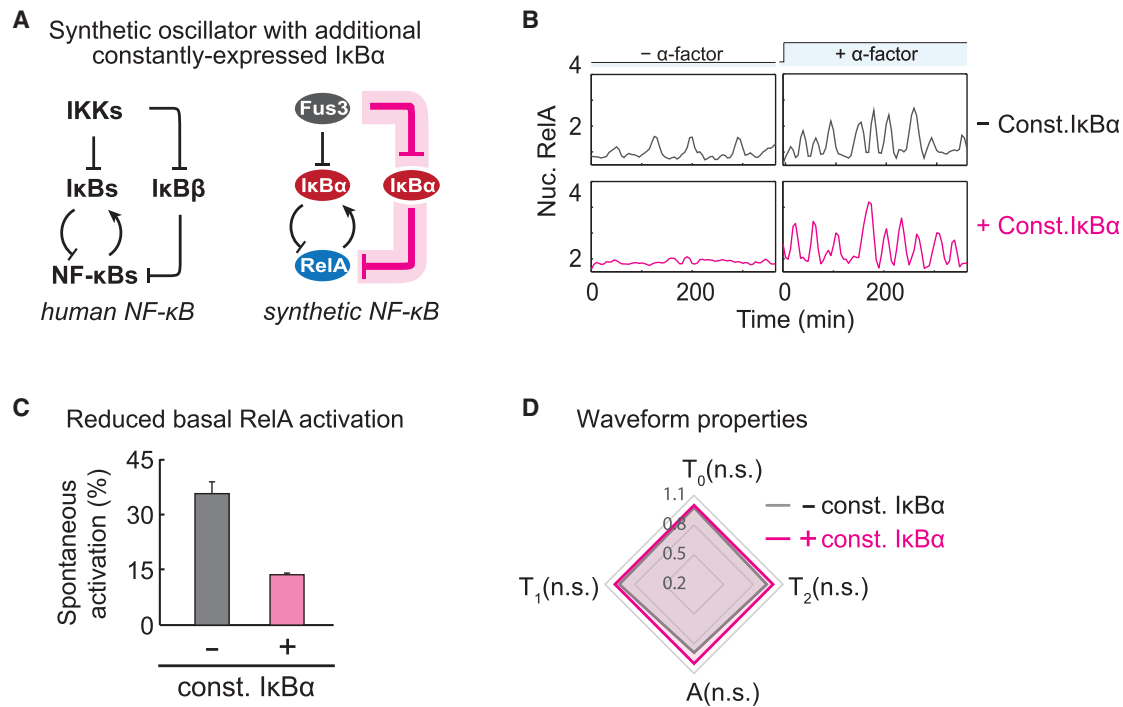 A
Synthetic oscillator with additional
constantly-expressed IκBα
IKKs
IκBs
IκBβ
NF-κBs
human NF-κB
Fus3
IκBα
IκBα
RelA
synthetic NF-κB
B
− α-factor
+ α-factor
Nuc. RelA
4
2
4
2
− Const.IκBα
+ Const.IκBα
0
200
0
200
Time (min)
C
Reduced basal RelA activation
Spontaneous
activation (%)
45
30
15
0
−
+
const. IκBα
D
Waveform properties
T0(n.s.)
1.1
0.8
0.5
0.2
T1(n.s.)
T2(n.s.)
A(n.s.)
− const. IκBα
+ const. IκBα